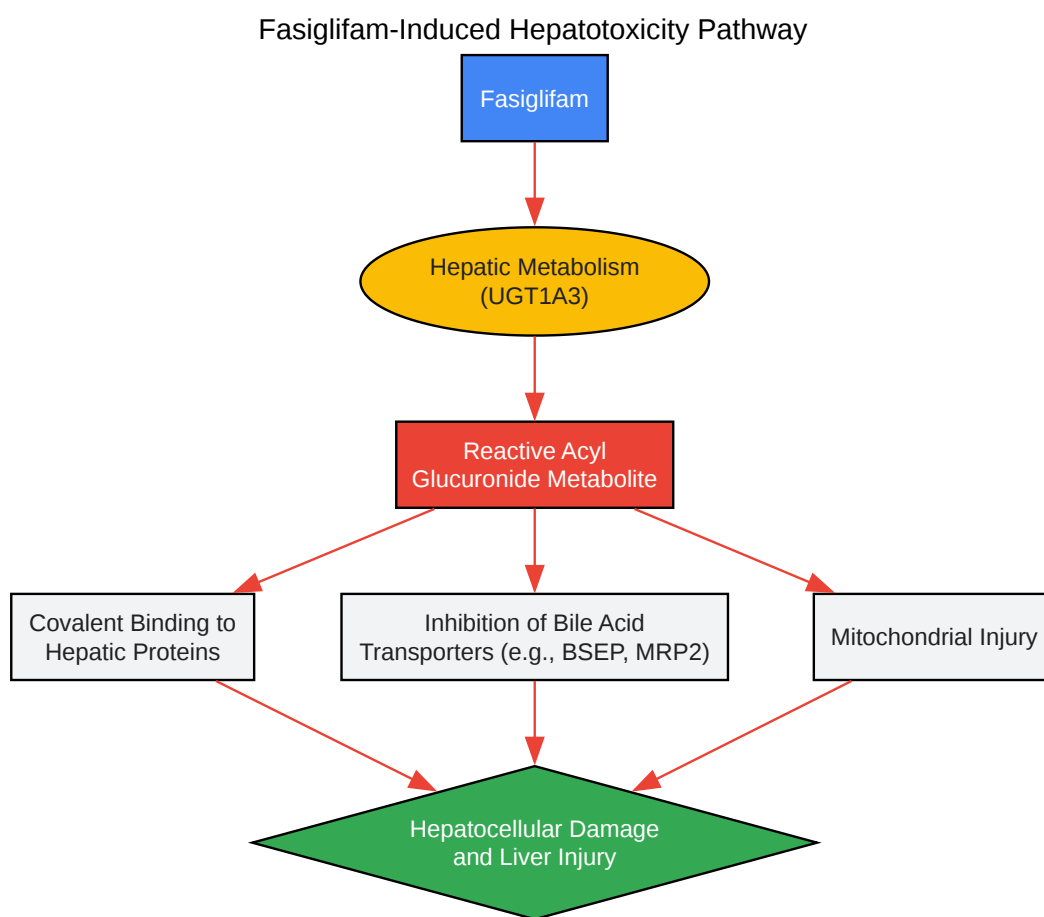 Fasiglifam-Induced Hepatotoxicity Pathway
Fasiglifam
Hepatic Metabolism
(UGT1A3)
Reactive Acyl
Glucuronide Metabolite
Covalent Binding to
Hepatic Proteins
Inhibition of Bile Acid
Transporters (e.g., BSEP, MRP2)
Mitochondrial Injury
Hepatocellular Damage
and Liver Injury